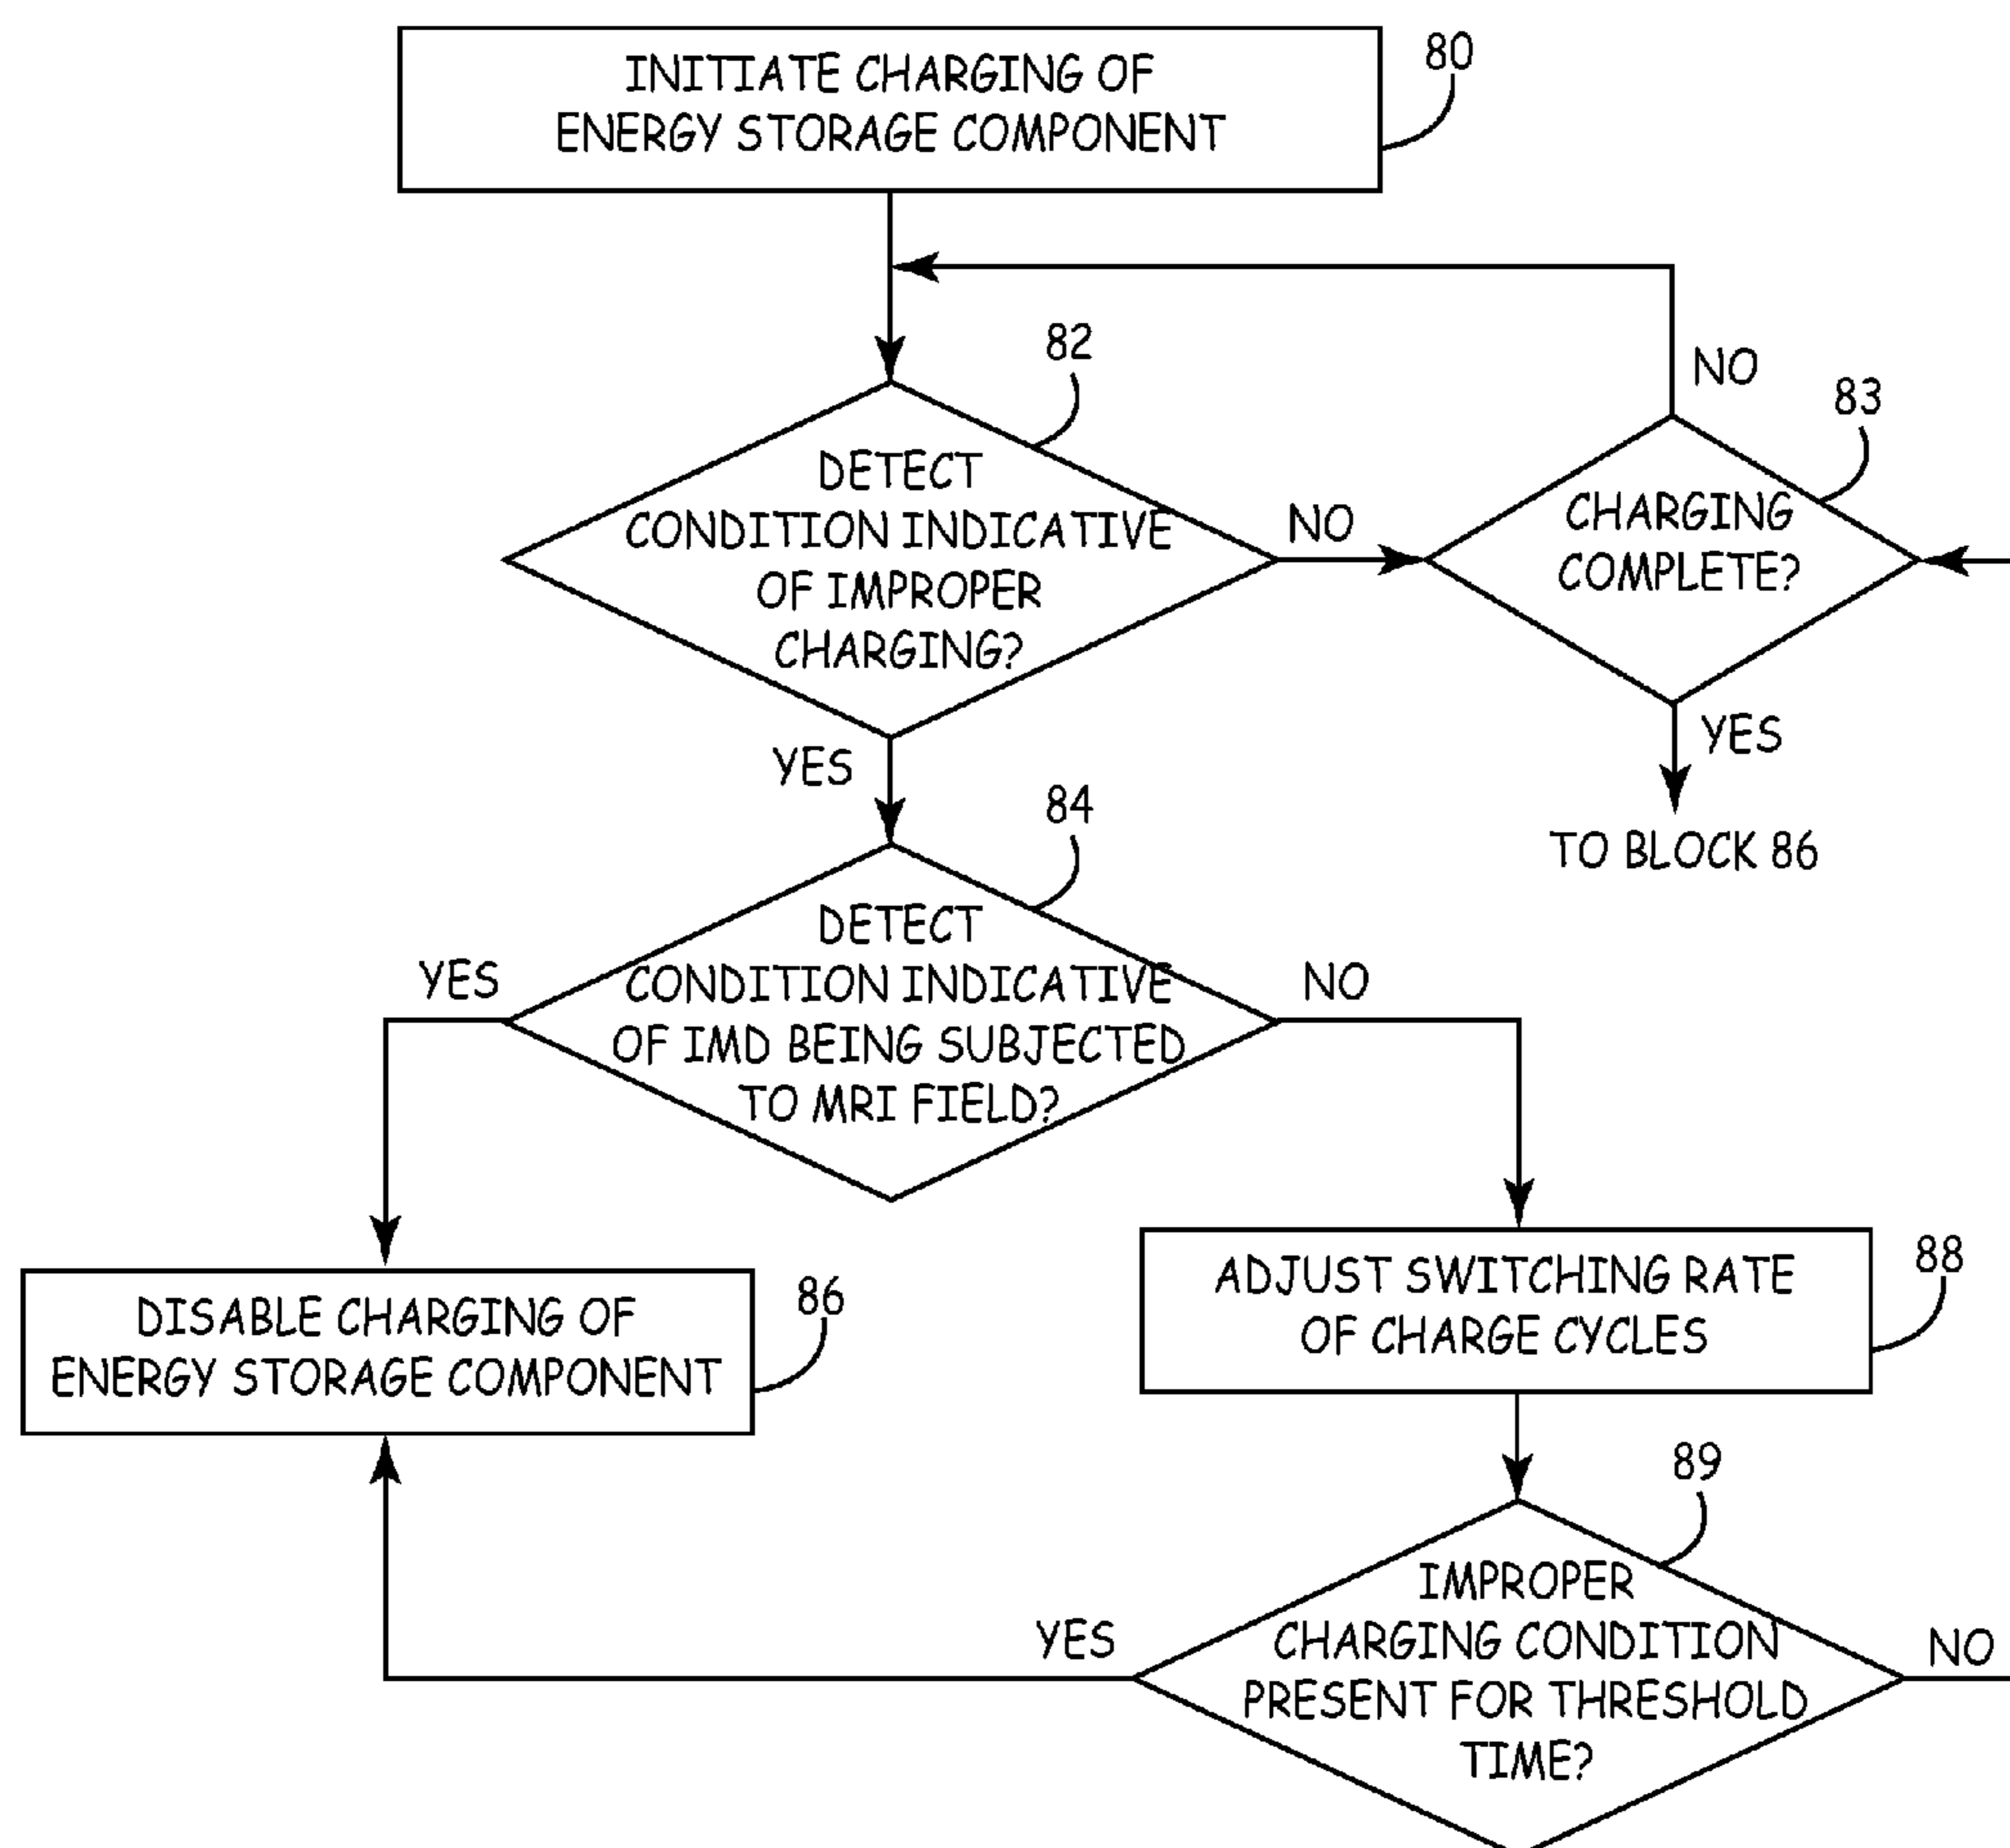 INITIATE CHARGING OF
ENERGY STORAGE COMPONENT
80
82
DETECT
CONDITION INDICATIVE
OF IMPROPER
CHARGING?
NO
YES
NO
83
CHARGING
COMPLETE?
YES
TO BLOCK 86
84
DETECT
CONDITION INDICATIVE
OF IMD BEING SUBJECTED
TO MRI FIELD?
YES
NO
DISABLE CHARGING OF
ENERGY STORAGE COMPONENT
86
ADJUST SWITCHING RATE
OF CHARGE CYCLES
88
89
IMPROPER
CHARGING CONDITION
PRESENT FOR THRESHOLD
TIME?
YES
NO